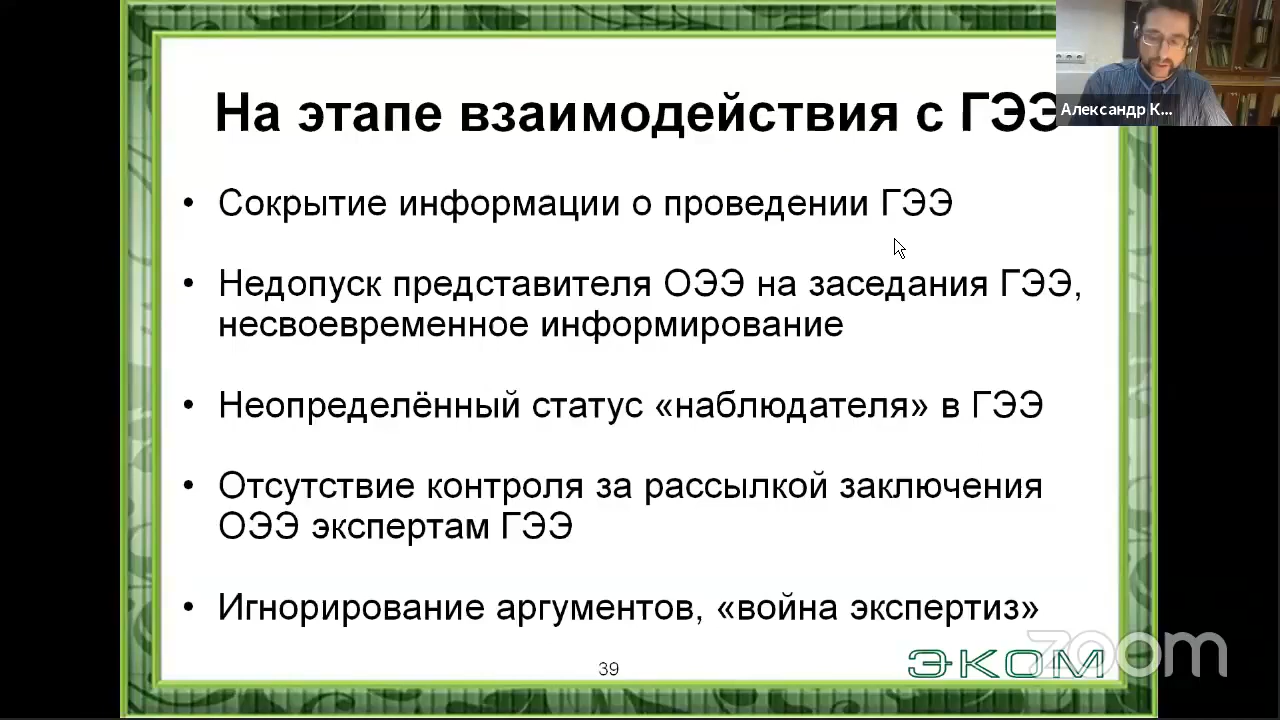 На этапе взаимодействия с ГЭЭ
Александр К...
• Сокрытие информации о проведении ГЭЭ
• Недопуск представителя ОЭЭ на заседания ГЭЭ,
несвоевременное информирование
• Неопределённый статус «наблюдателя» в ГЭЭ
• Отсутствие контроля за рассылкой заключения
ОЭЭ экспертам ГЭЭ
• Игнорирование аргументов, «война экспертиз»
39
ЭКОМ
zoom